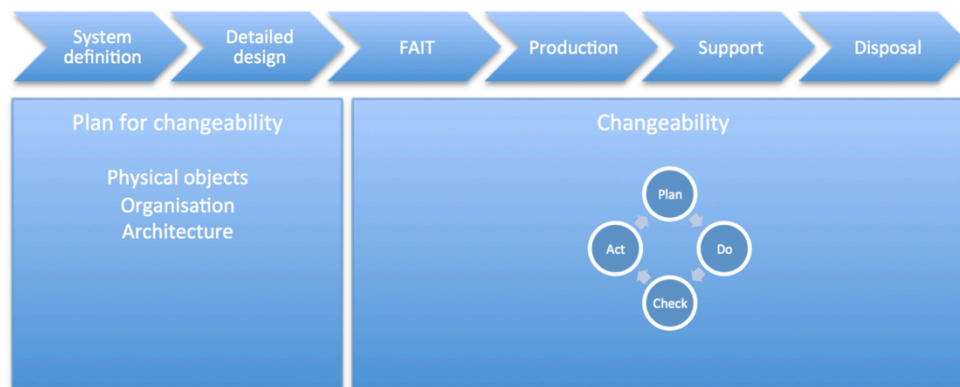 System
definition
Detailed
design
FAIT
Production
Support
Disposal
Plan for changeability
Physical objects
Organisation
Architecture
Changeability
Plan
Act
Do
Check